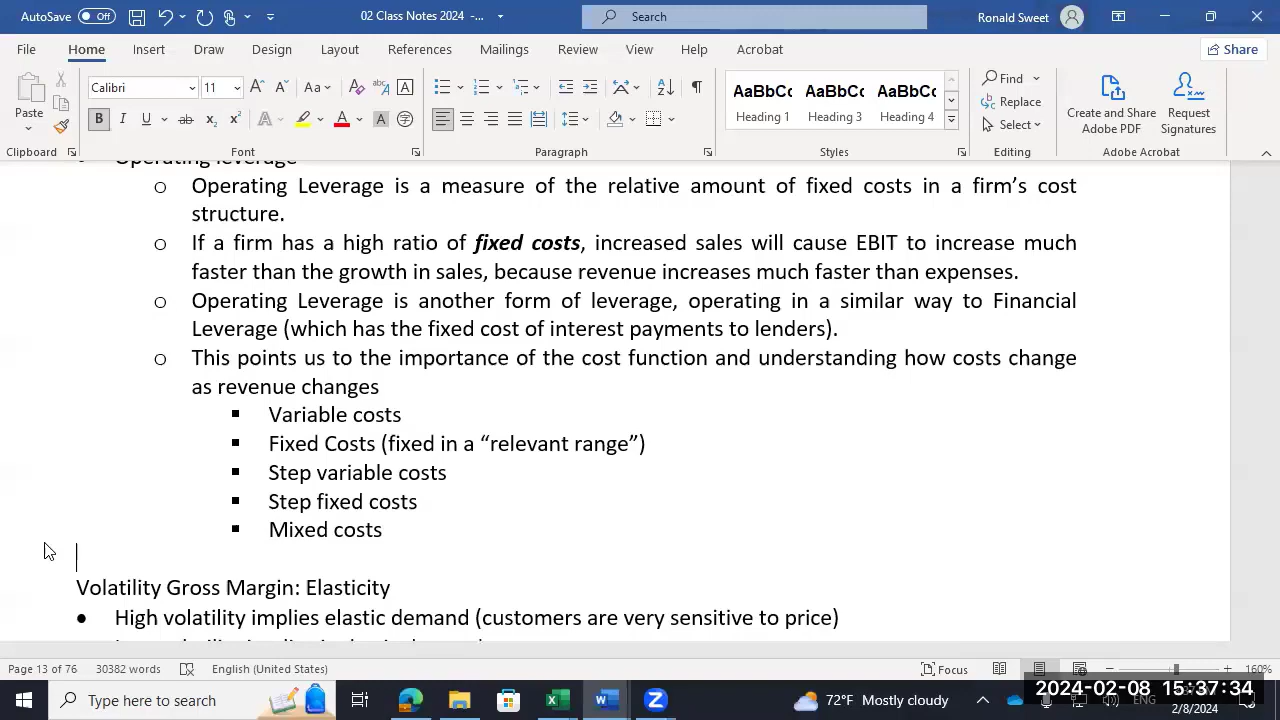 AutoSave Off 02 Class Notes 2024 -... Search Ronald Sweet
File Home Insert Draw Design Layout References Mailings Review View Help Acrobat Share
Paste
Calibri 11 Aa
AaBbCc AaBbCc AaBbCc
Heading 1 Heading 3 Heading 4
Find
Replace
Select
Create and Share Adobe PDF
Request Signatures
Clipboard Font Paragraph Styles Editing Adobe Acrobat
Operating leverage
o Operating Leverage is a measure of the relative amount of fixed costs in a firm’s cost
structure.
o If a firm has a high ratio of fixed costs, increased sales will cause EBIT to increase much
faster than the growth in sales, because revenue increases much faster than expenses.
o Operating Leverage is another form of leverage, operating in a similar way to Financial
Leverage (which has the fixed cost of interest payments to lenders).
o This points us to the importance of the cost function and understanding how costs change
as revenue changes
▪ Variable costs
▪ Fixed Costs (fixed in a “relevant range”)
▪ Step variable costs
▪ Step fixed costs
▪ Mixed costs
Volatility Gross Margin: Elasticity
• High volatility implies elastic demand (customers are very sensitive to price)
Page 13 of 76 30382 words English (United States) Focus 160%
Type here to search 72°F Mostly cloudy ENG
2024-02-08 15:37:34
2/8/2024